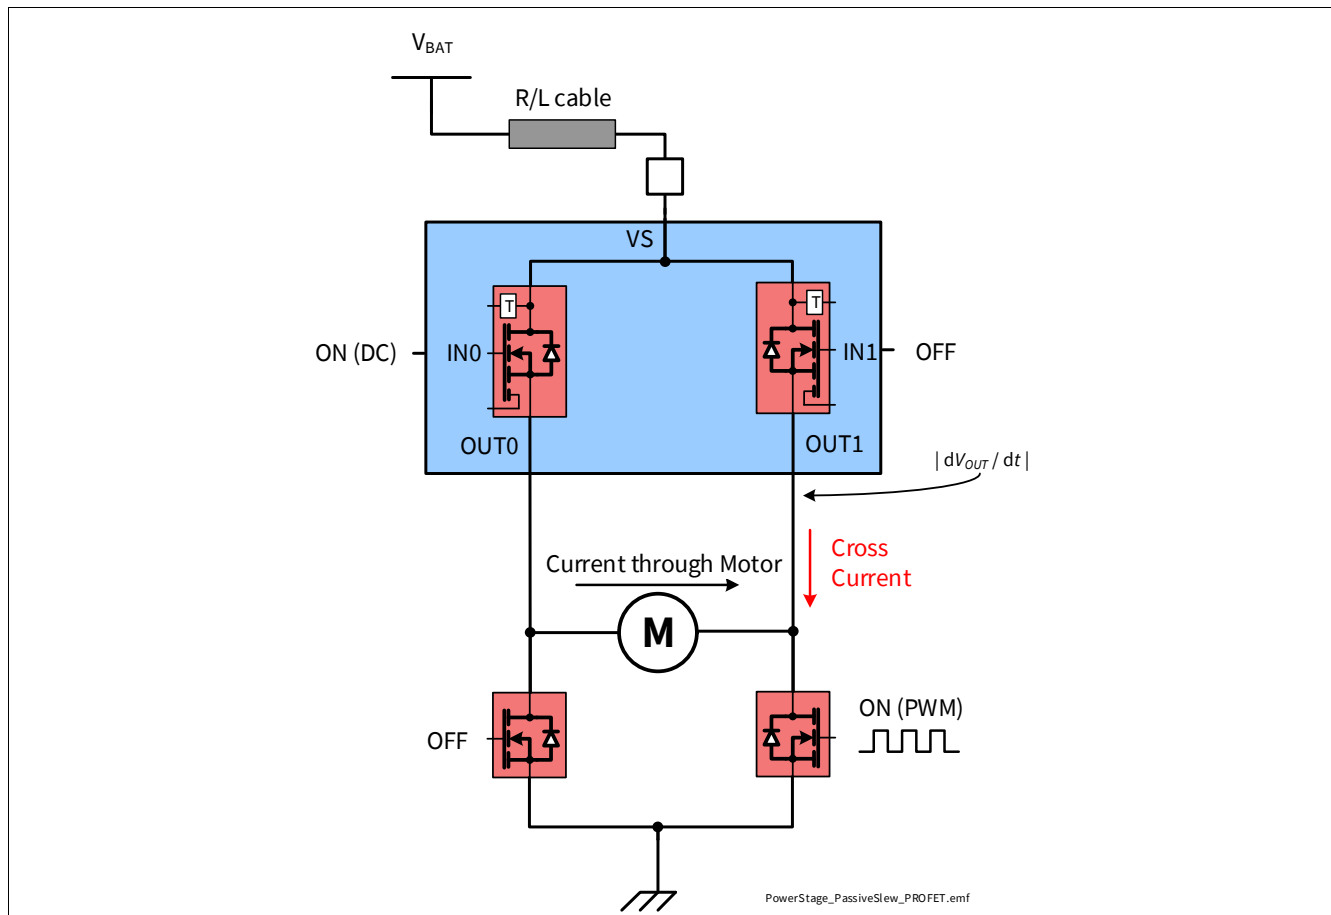 VBAT
R/L cable
VS
T
T
ON (DC)
IN0
IN1
OFF
OUT0
OUT1
| dVOUT / dt |
Cross
Current
Current through Motor
M
OFF
ON (PWM)
PowerStage_PassiveSlew_PROFET.emf